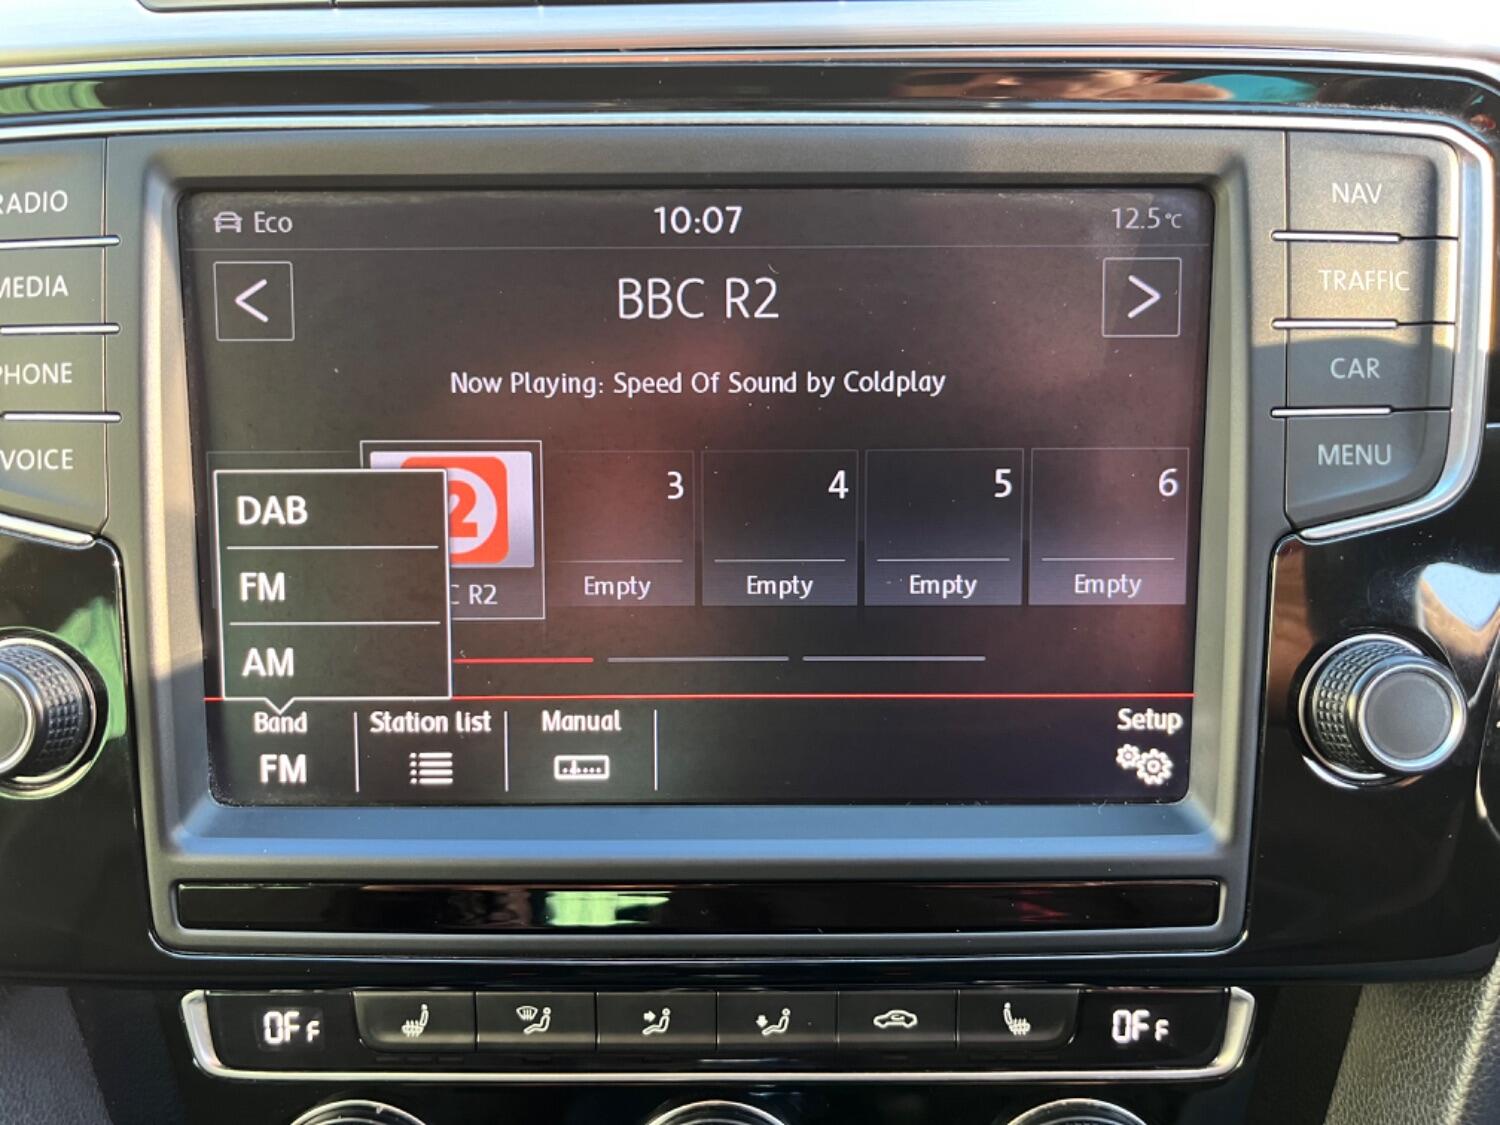 RADIO
MEDIA
PHONE
VOICE
Eco
10:07
12.5°C
BBC R2
Now Playing: Speed Of Sound by Coldplay
2
C R2
3
Empty
4
Empty
5
Empty
6
Empty
DAB
FM
AM
Band
FM
Station list
Manual
Setup
NAV
TRAFFIC
CAR
MENU
OFF
OFF